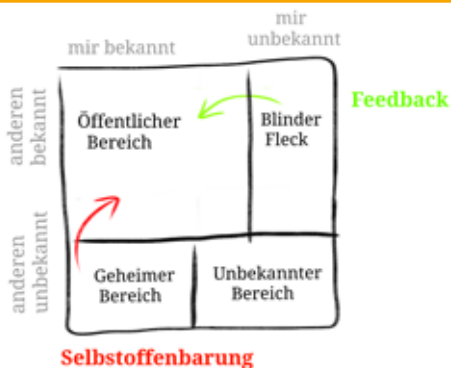 mir bekannt
mir
unbekannt
anderen
bekannt
Öffentlicher
Bereich
Blinder
Fleck
Feedback
anderen
unbekannt
Geheimer
Bereich
Unbekannter
Bereich
Selbstoffenbarung